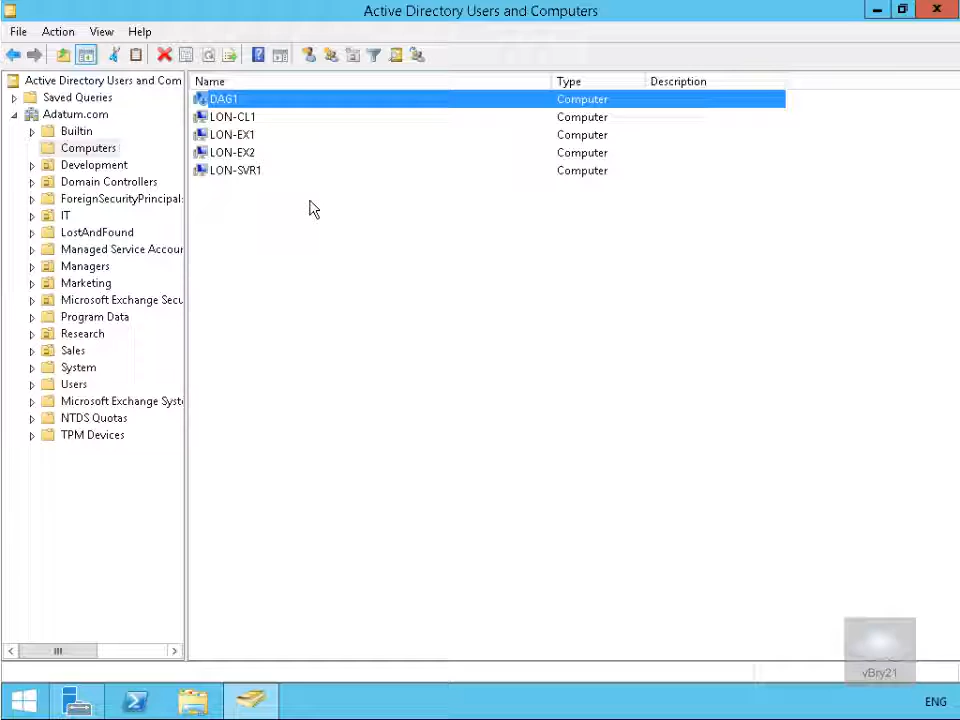 Active Directory Users and Computers
File Action View Help
Active Directory Users and Com
Saved Queries
Adatum.com
Builtin
Computers
Development
Domain Controllers
ForeignSecurityPrincipal:
IT
LostAndFound
Managed Service Accour
Managers
Marketing
Microsoft Exchange Secu
Program Data
Research
Sales
System
Users
Microsoft Exchange Syste
NTDS Quotas
TPM Devices
Name Type Description
DAG1 Computer
LON-CL1 Computer
LON-EX1 Computer
LON-EX2 Computer
LON-SVR1 Computer
vBry21
ENG